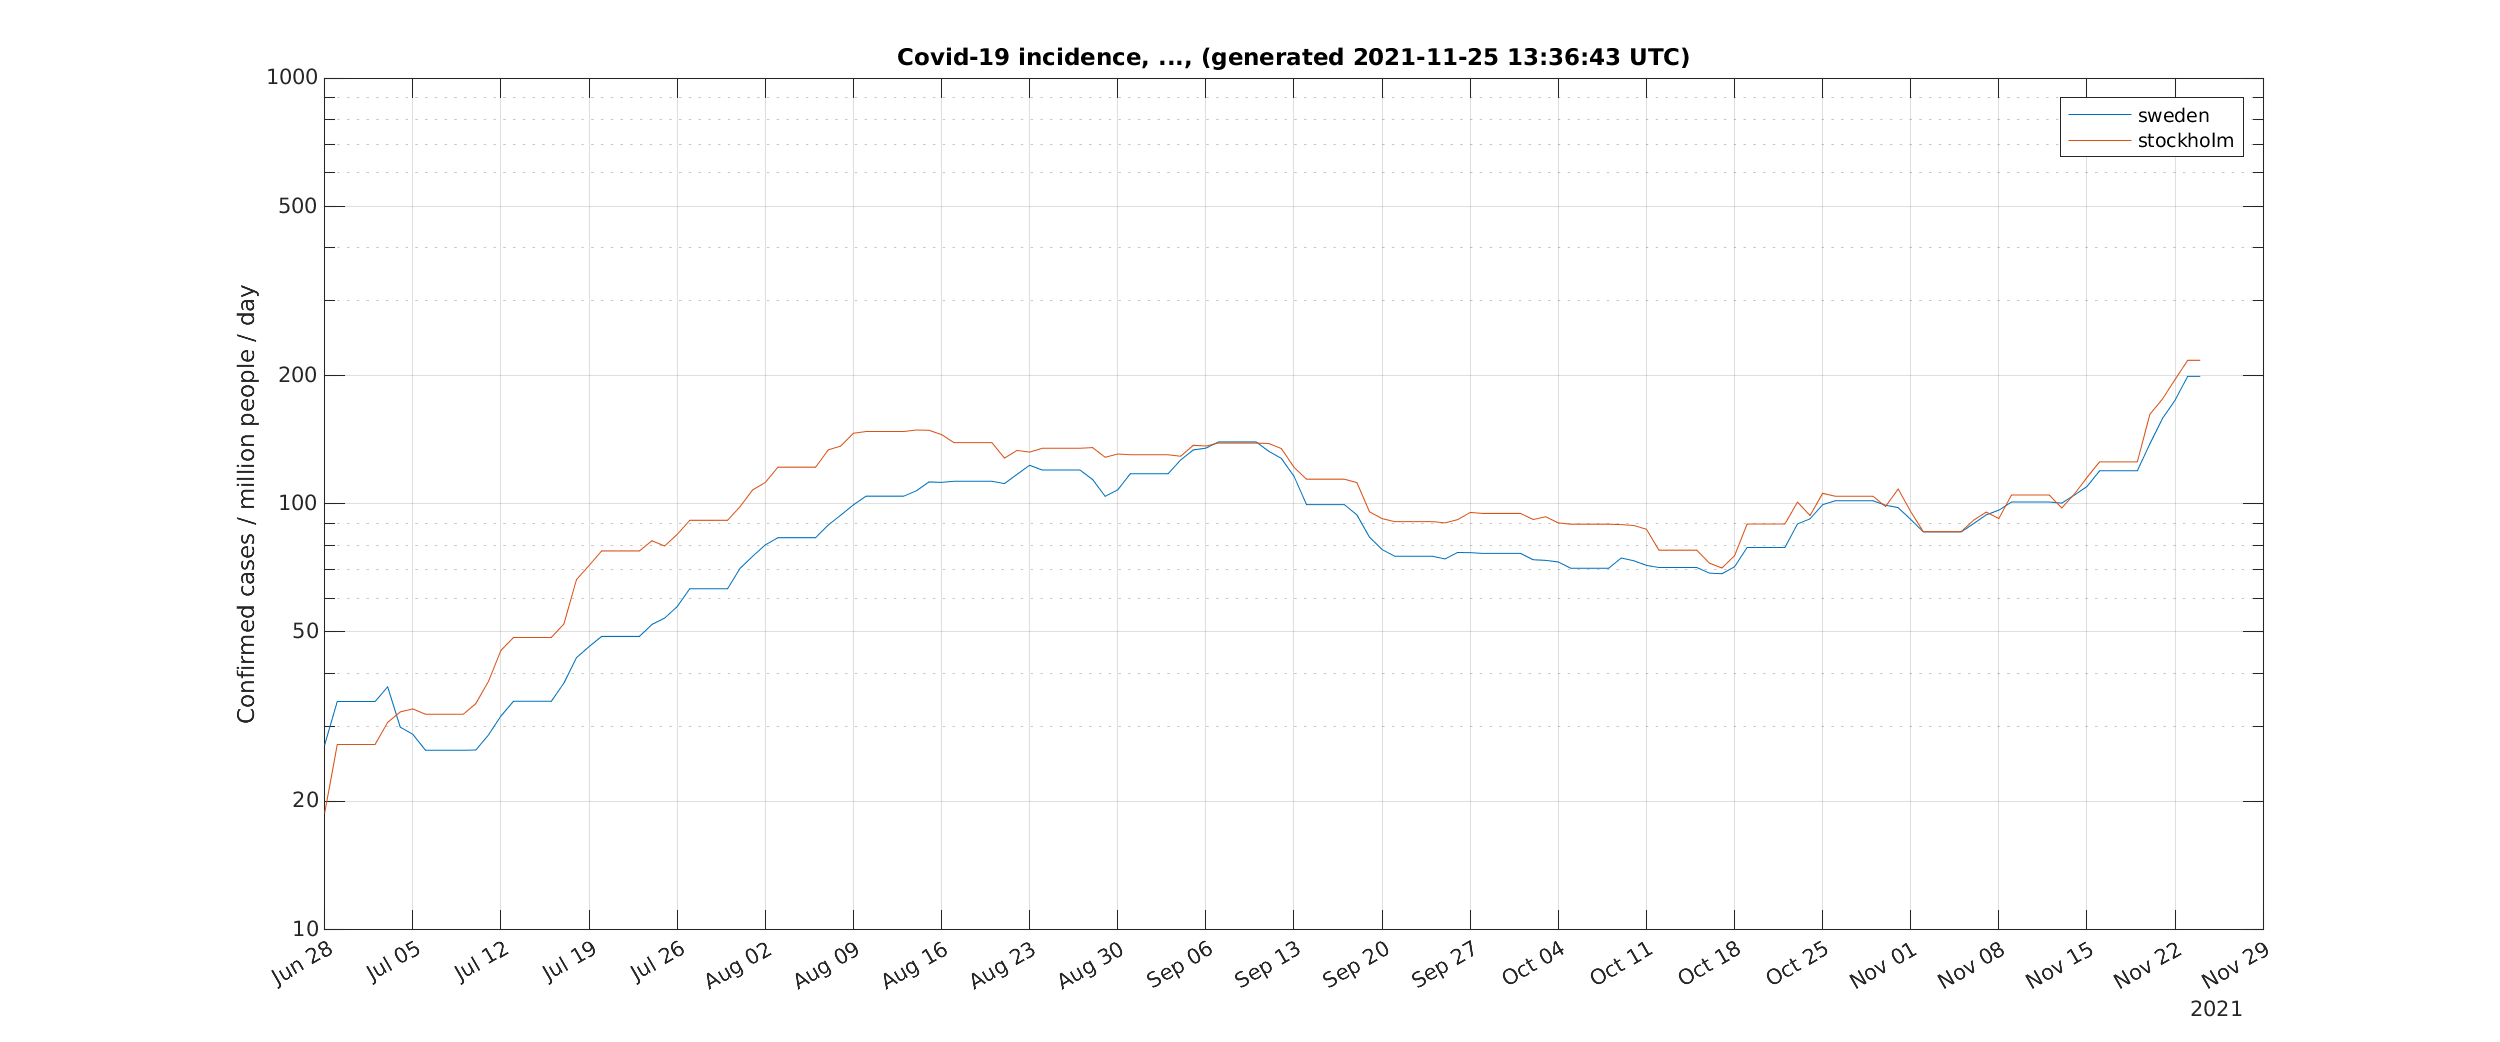 Covid-19 incidence, ..., (generated 2021-11-25 13:36:43 UTC)
sweden
stockholm
Confirmed cases / million people / day
1000
500
200
100
50
20
10
Jun 28
Jul 05
Jul 12
Jul 19
Jul 26
Aug 02
Aug 09
Aug 16
Aug 23
Aug 30
Sep 06
Sep 13
Sep 20
Sep 27
Oct 04
Oct 11
Oct 18
Oct 25
Nov 01
Nov 08
Nov 15
Nov 22
Nov 29
2021